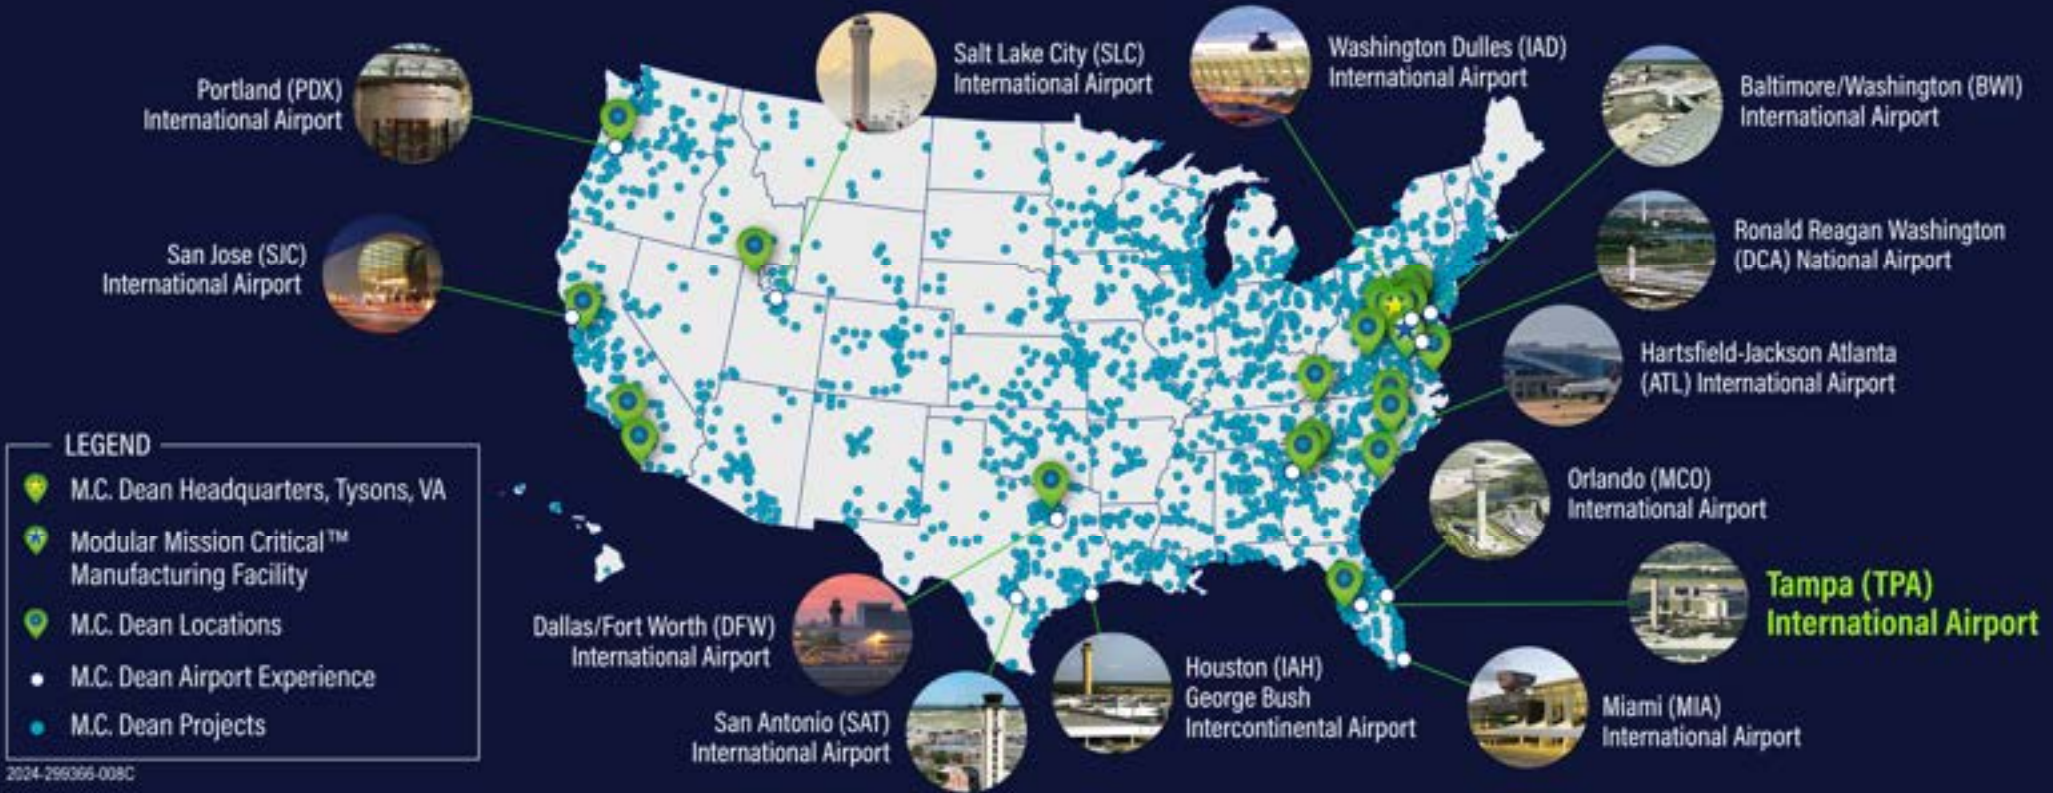 Portland (PDX)
International Airport
Salt Lake City (SLC)
International Airport
Washington Dulles (IAD)
International Airport
Baltimore/Washington (BWI)
International Airport
San Jose (SJC)
International Airport
Ronald Reagan Washington
(DCA) National Airport
Hartsfield-Jackson Atlanta
(ATL) International Airport
LEGEND
M.C. Dean Headquarters, Tysons, VA
Modular Mission Critical™
Manufacturing Facility
M.C. Dean Locations
M.C. Dean Airport Experience
M.C. Dean Projects
Orlando (MCO)
International Airport
Tampa (TPA)
International Airport
Dallas/Fort Worth (DFW)
International Airport
San Antonio (SAT)
International Airport
Houston (IAH)
George Bush
Intercontinental Airport
Miami (MIA)
International Airport
2024-299366-008C